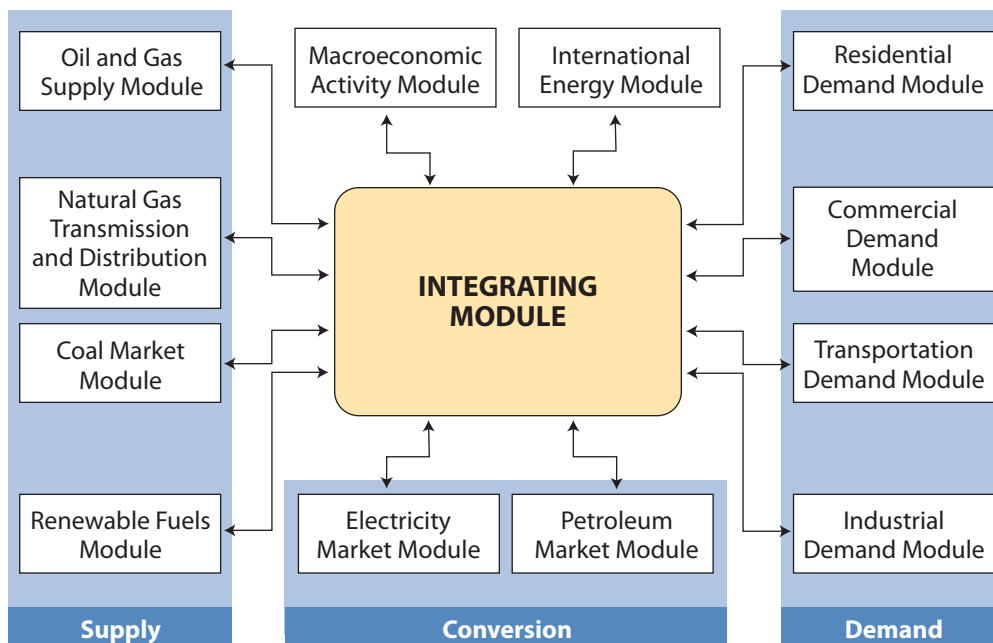 Oil and Gas
Supply Module
Macroeconomic
Activity Module
International
Energy Module
Residential
Demand Module
Natural Gas
Transmission
and Distribution
Module
Commercial
Demand
Module
INTEGRATING
MODULE
Coal Market
Module
Transportation
Demand Module
Renewable Fuels
Module
Electricity
Market Module
Petroleum
Market Module
Industrial
Demand Module
Supply
Conversion
Demand